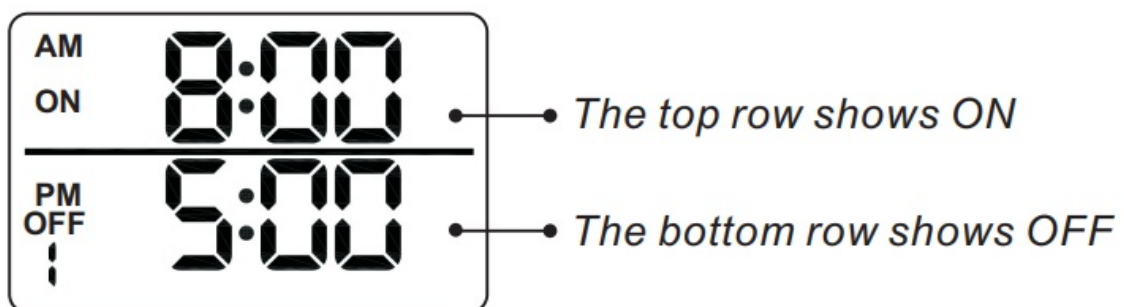 AM
8:00
ON
The top row shows ON
PM
5:00
OFF
The bottom row shows OFF
1